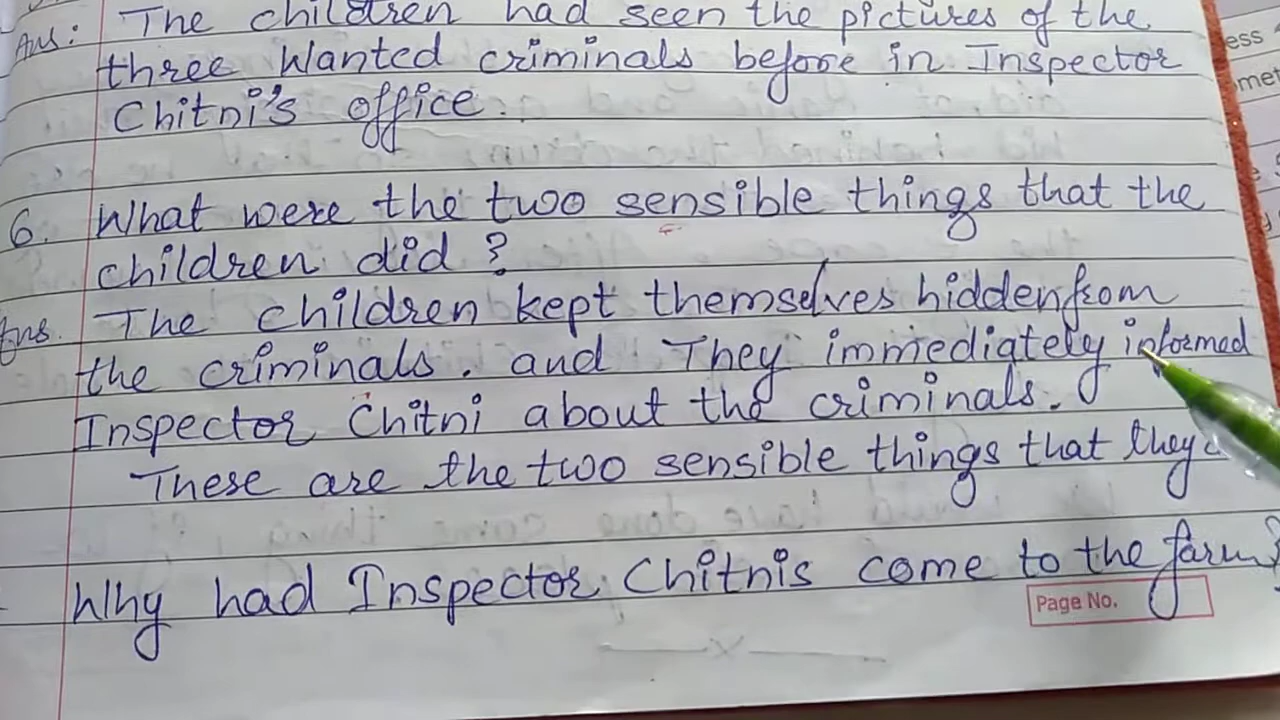 Ans: The children had seen the pictures of the
three Wanted criminals before in Inspector
Chitni's office.
6. What were the two sensible things that the
children did ?
Ans. The children kept themselves hidden from
the criminals. and They immediately informed
Inspector Chitni about the criminals.
These are the two sensible things that they
Why had Inspector Chitnis come to the farm?
Page No.
ess
met